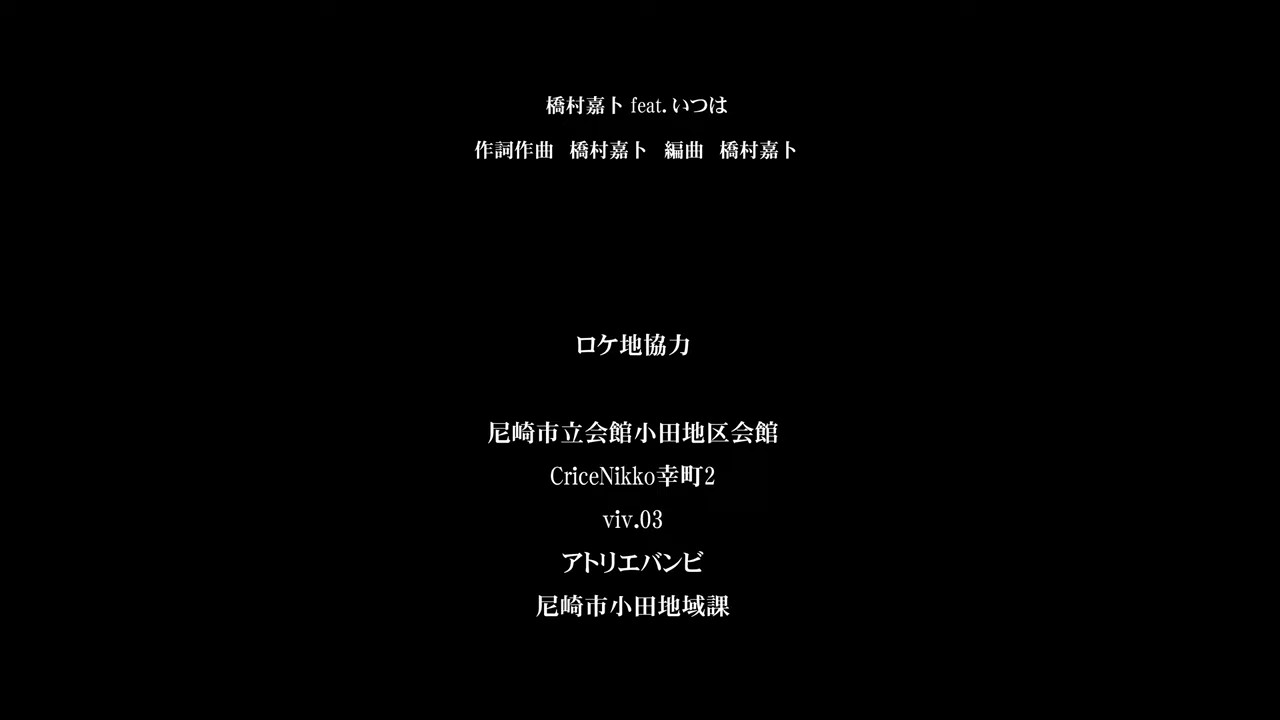 橋村嘉ト feat.いつは
作詞作曲 橋村嘉ト 編曲 橋村嘉ト
ロケ地協力
尼崎市立会館小田地区会館
CriceNikko幸町2
viv.03
アトリエバンビ
尼崎市小田地域課